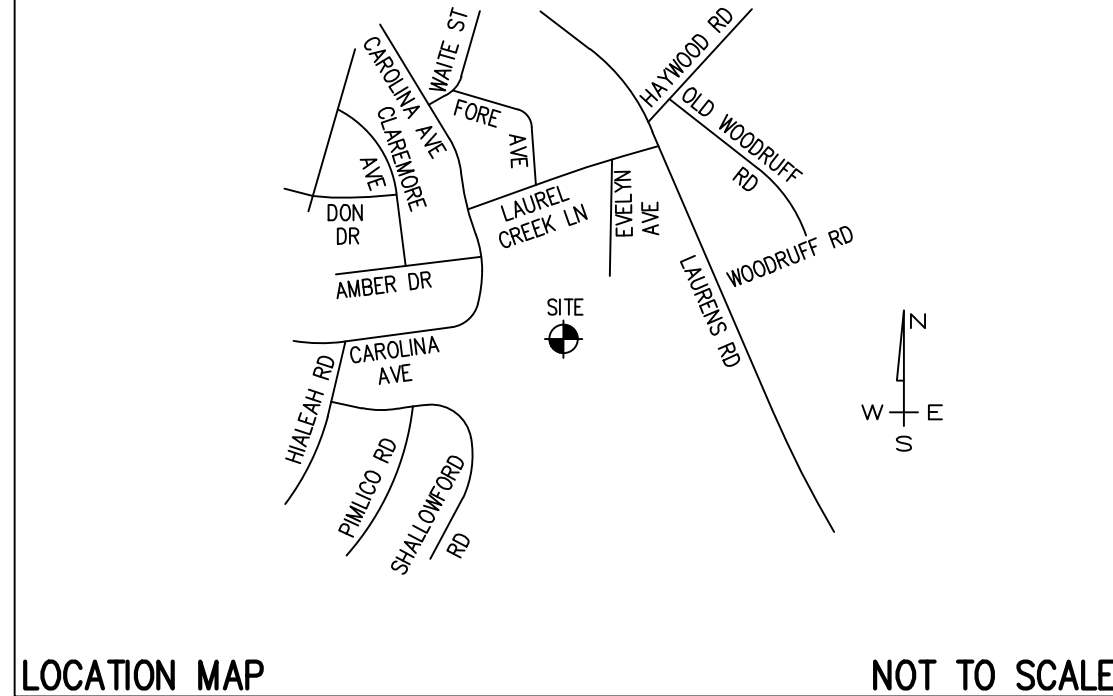 CAROLINA AVE
WAITE ST
HAYWOOD RD
OLD WOODRUFF
RD
FORE AVE
CLAREMORE
AVE
DON
DR
LAUREL
CREEK LN
EVELYN
AVE
WOODRUFF RD
AMBER DR
LAURENS RD
SITE
N
CAROLINA
AVE
HIALEAH RD
W E
S
PIMLICO RD
SHALLOWFORD
RD
LOCATION MAP
NOT TO SCALE